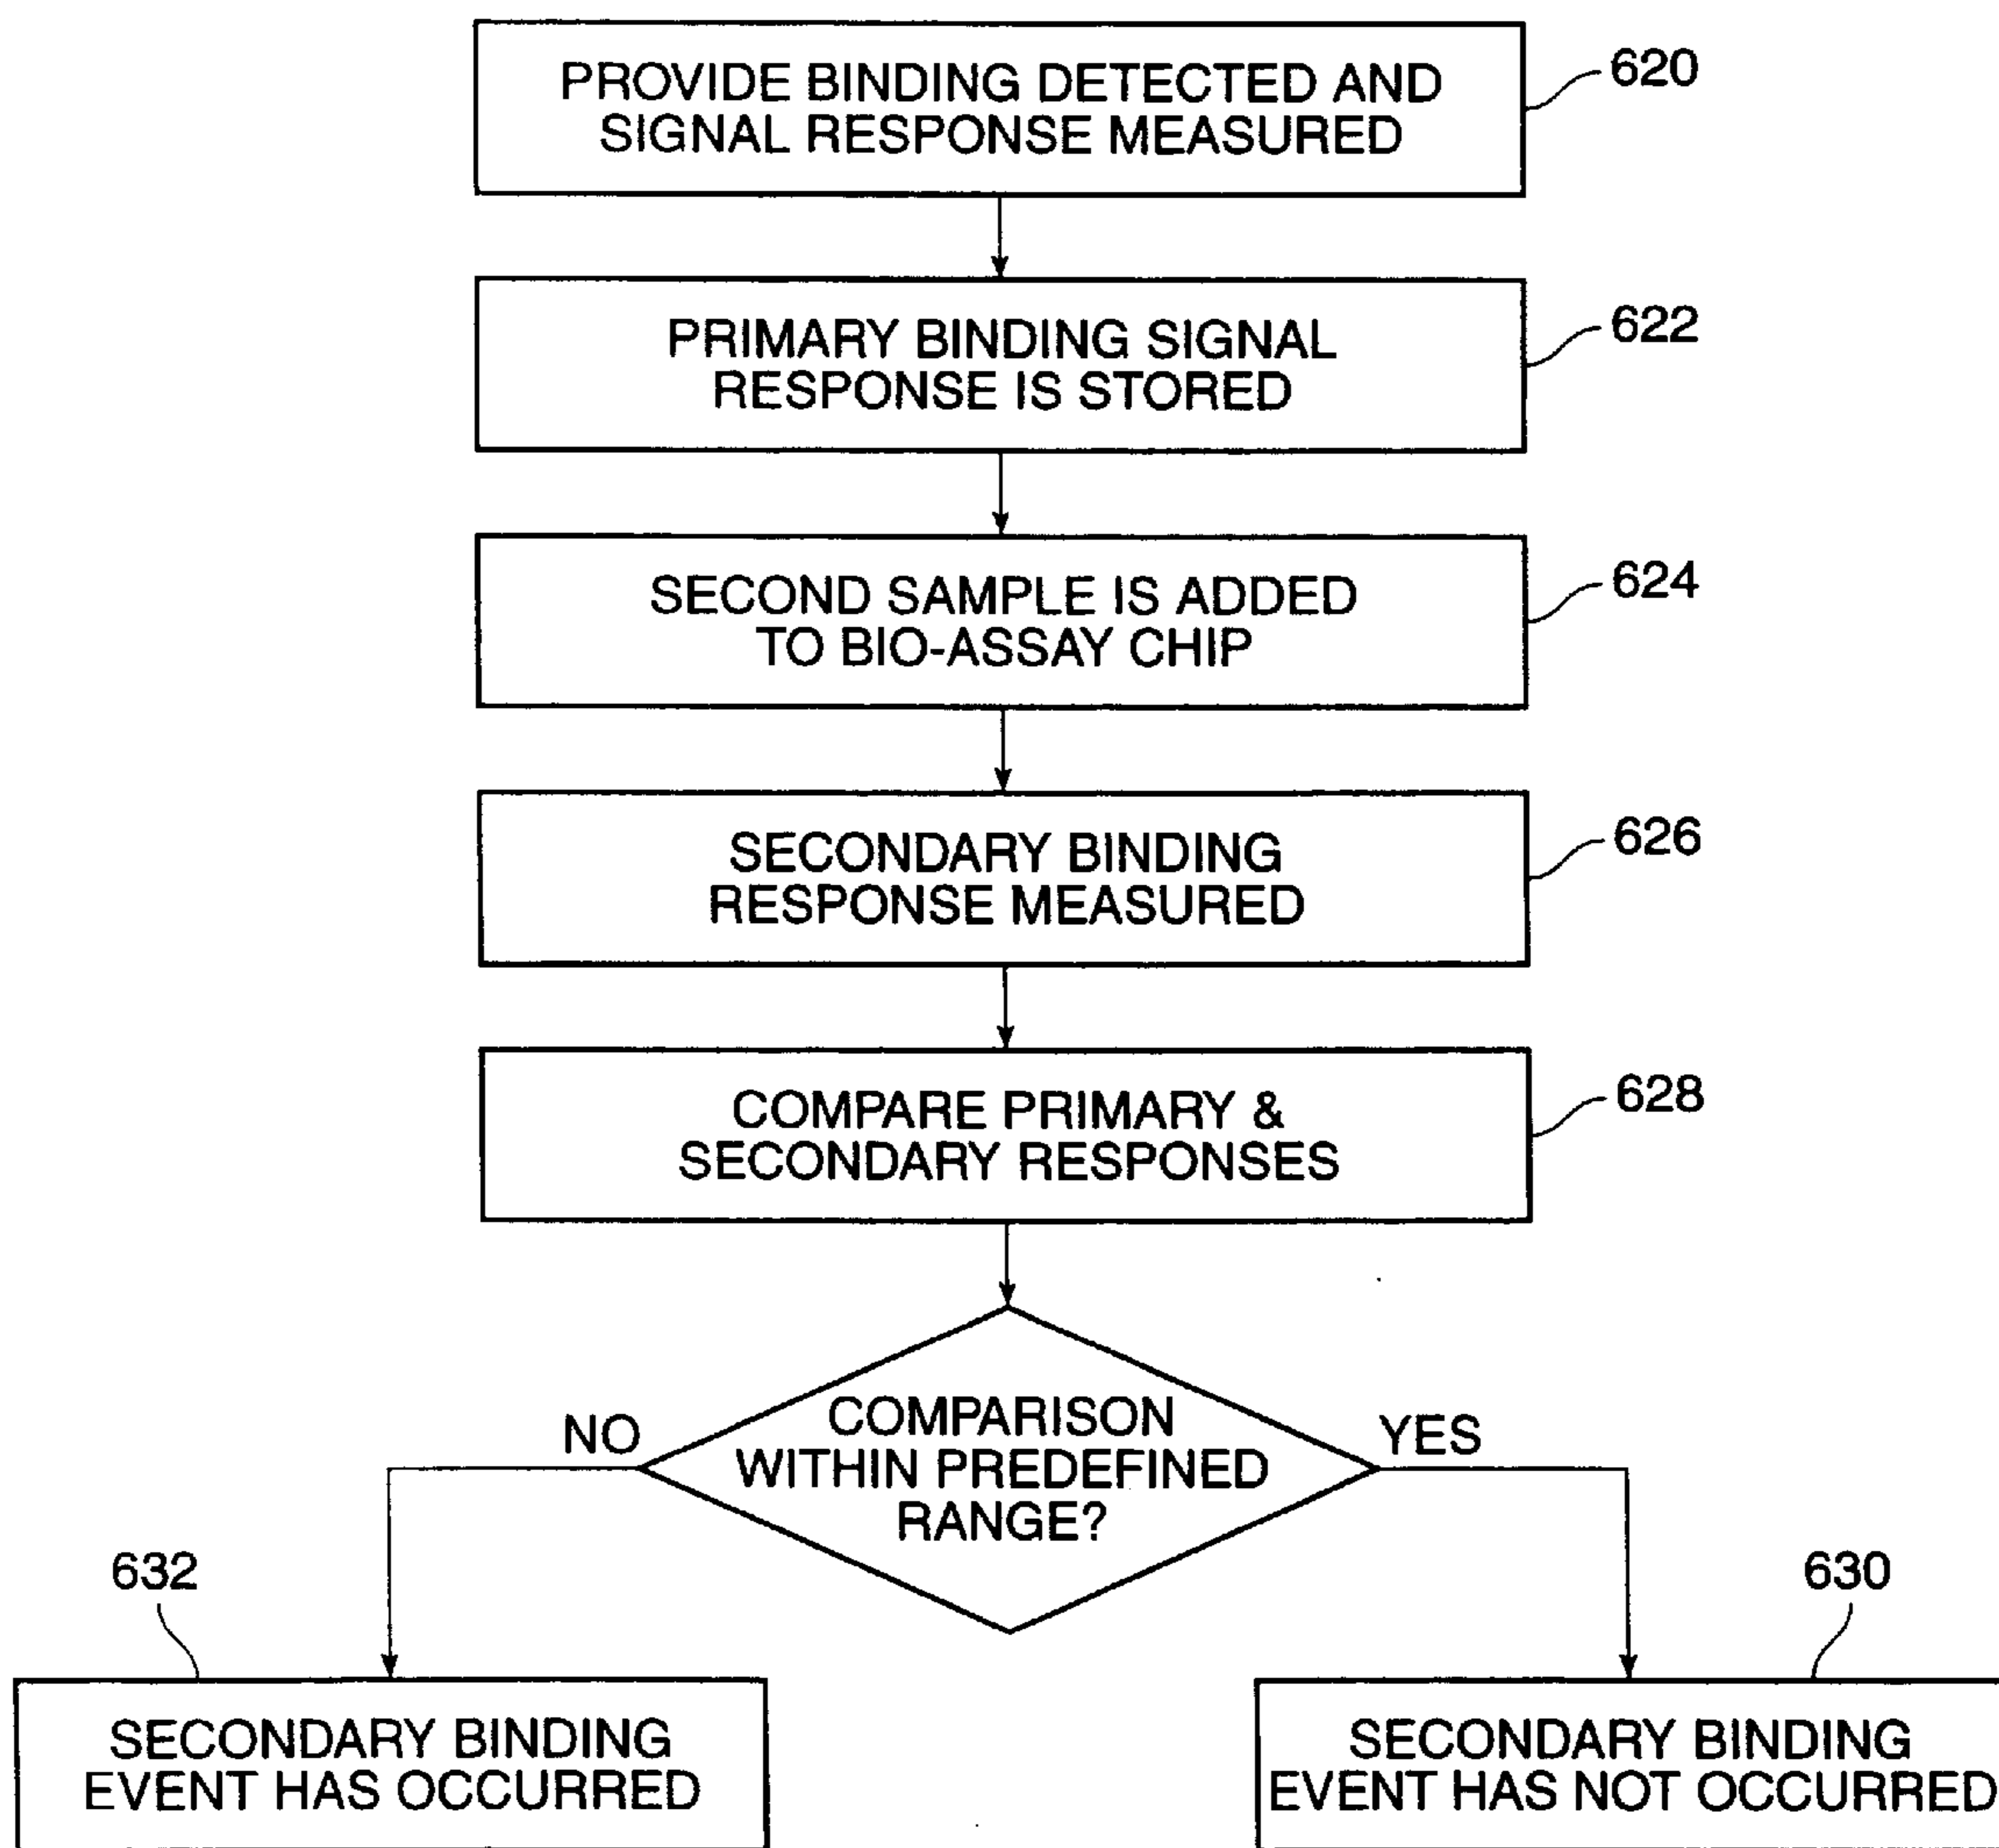 PROVIDE BINDING DETECTED AND
SIGNAL RESPONSE MEASURED
620
PRIMARY BINDING SIGNAL
RESPONSE IS STORED
622
SECOND SAMPLE IS ADDED
TO BIO-ASSAY CHIP
624
SECONDARY BINDING
RESPONSE MEASURED
626
COMPARE PRIMARY &
SECONDARY RESPONSES
628
COMPARISON
WITHIN PREDEFINED
RANGE?
NO
YES
632
SECONDARY BINDING
EVENT HAS OCCURRED
630
SECONDARY BINDING
EVENT HAS NOT OCCURRED